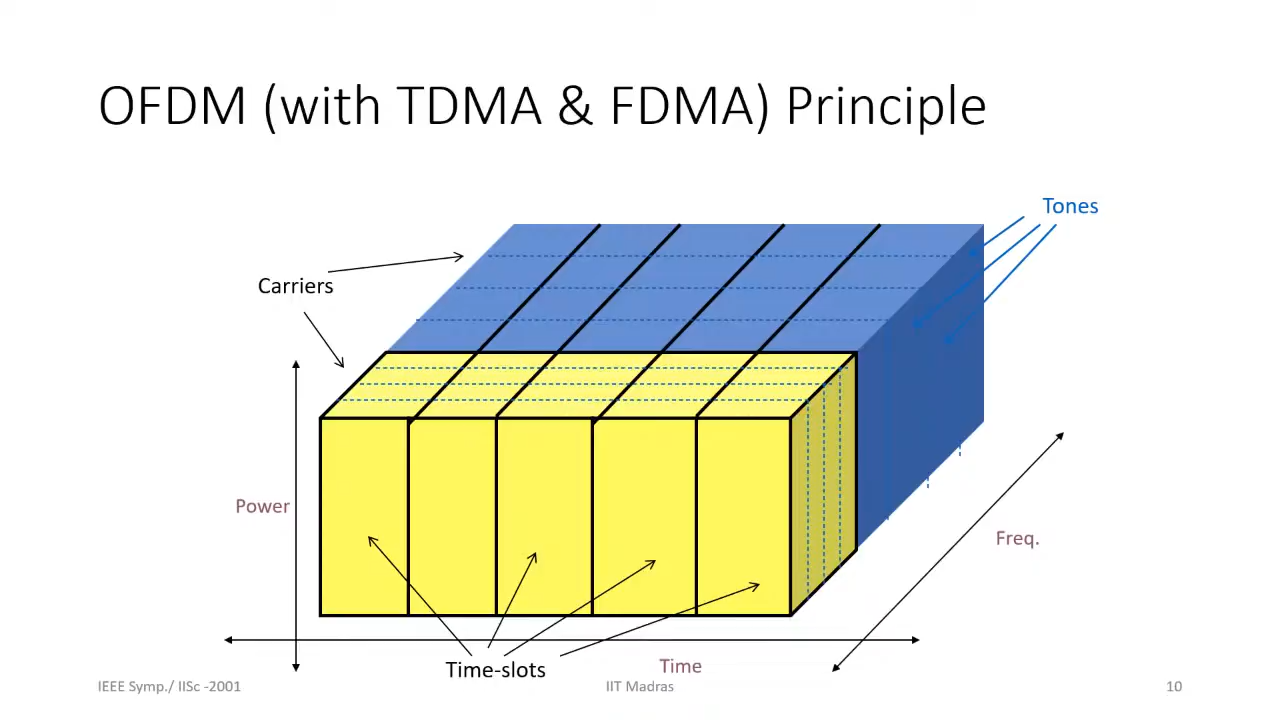 OFDM (with TDMA & FDMA) Principle
Tones
Carriers
Power
Freq.
Time-slots
Time
IEEE Symp./ IISc -2001
IIT Madras
10